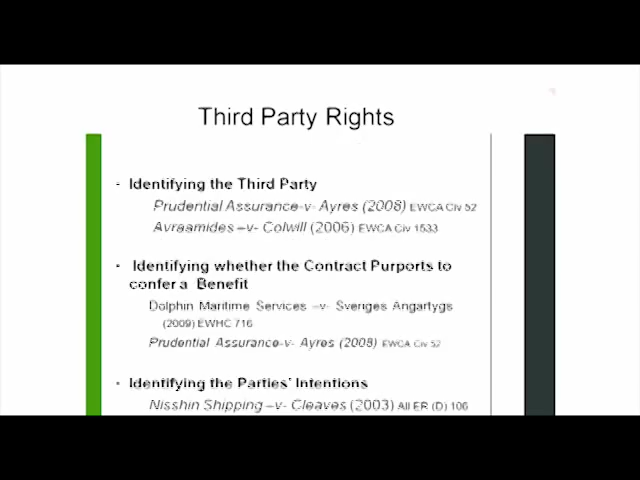 Third Party Rights
- Identifying the Third Party
Prudential Assurance-v- Ayres (2008) EWCA Civ 52
Avraamides –v- Colwill (2006) EWCA Civ 1533
- Identifying whether the Contract Purports to
confer a Benefit
Dolphin Maritime Services –v- Sveriges Angartygs
(2009) EWHC 716
Prudential Assurance-v- Ayres (2008) EWCA Civ 52
- Identifying the Parties' Intentions
Nisshin Shipping –v- Cleaves (2003) All ER (D) 106